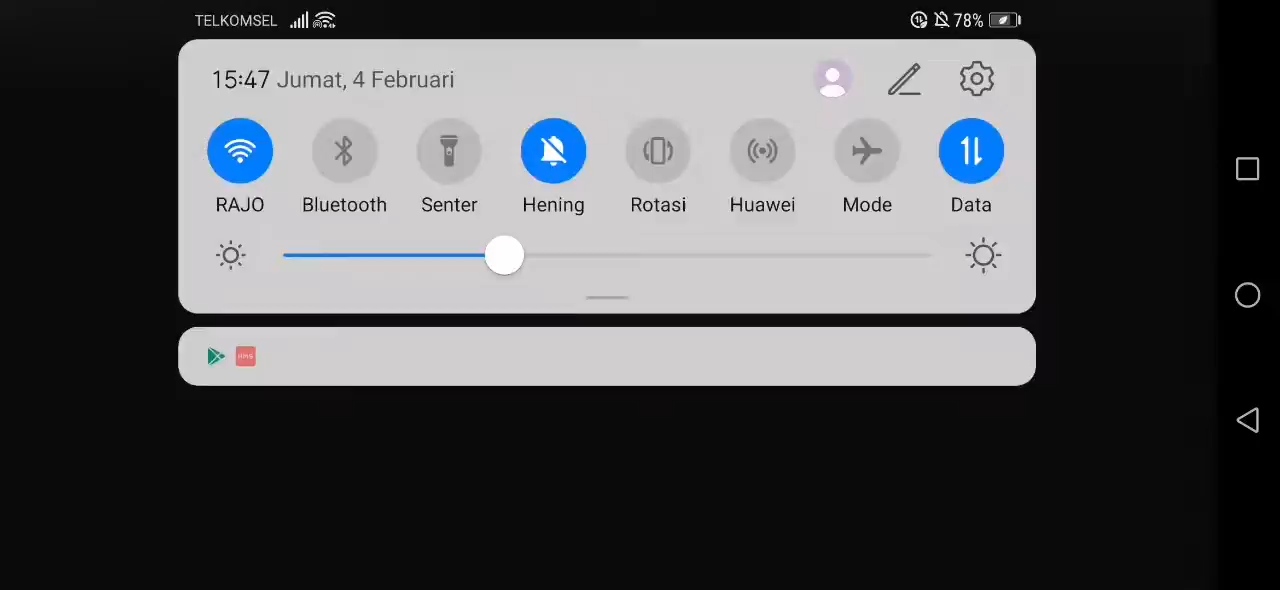 TELKOMSEL 78%
15:47 Jumat, 4 Februari
RAJO Bluetooth Senter Hening Rotasi Huawei Mode Data